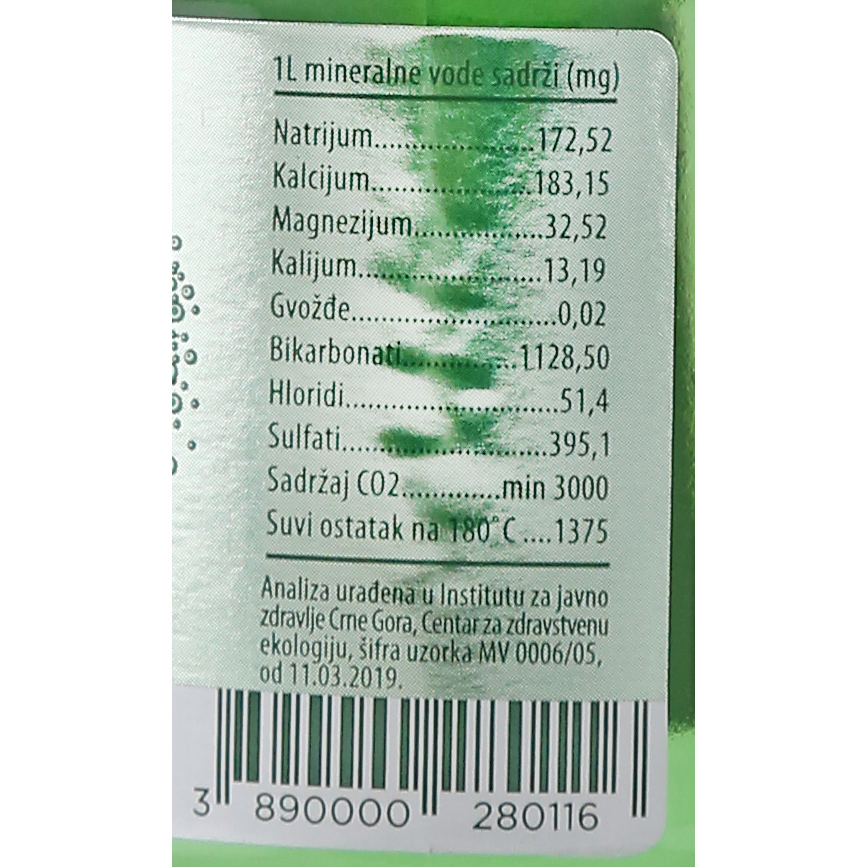 1L mineralne vode sadrži (mg)
Natrijum......................172,52
Kalcijum......................183,15
Magnezijum.................32,52
Kalijum.........................13,19
Gvožđe...........................0,02
Bikarbonati................1128,50
Hloridi............................51,4
Sulfati...........................395,1
Sadržaj CO2.............min 3000
Suvi ostatak na 180°C ....1375
Analiza urađena u Institutu za javno
zdravlje Crne Gora, Centar za zdravstvenu
ekologiju, šifra uzorka MV 0006/05,
od 11.03.2019.
3 890000 280116